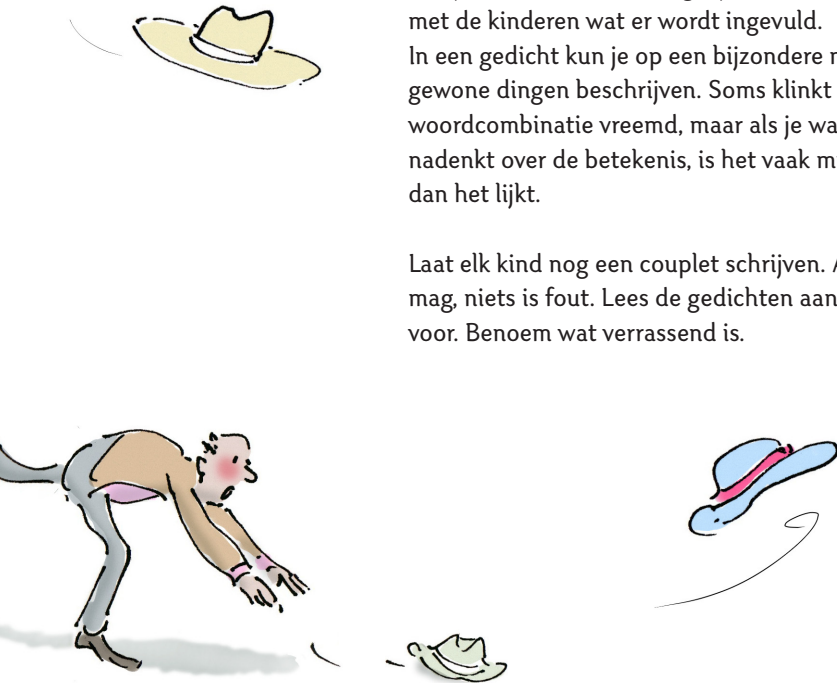 met de kinderen wat er wordt ingevuld.
In een gedicht kun je op een bijzondere
gewone dingen beschrijven. Soms klinkt
woordcombinatie vreemd, maar als je
nadenkt over de betekenis, is het vaak
dan het lijkt.
Laat elk kind nog een couplet schrijven.
mag, niets is fout. Lees de gedichten aan
voor. Benoem wat verrassend is.